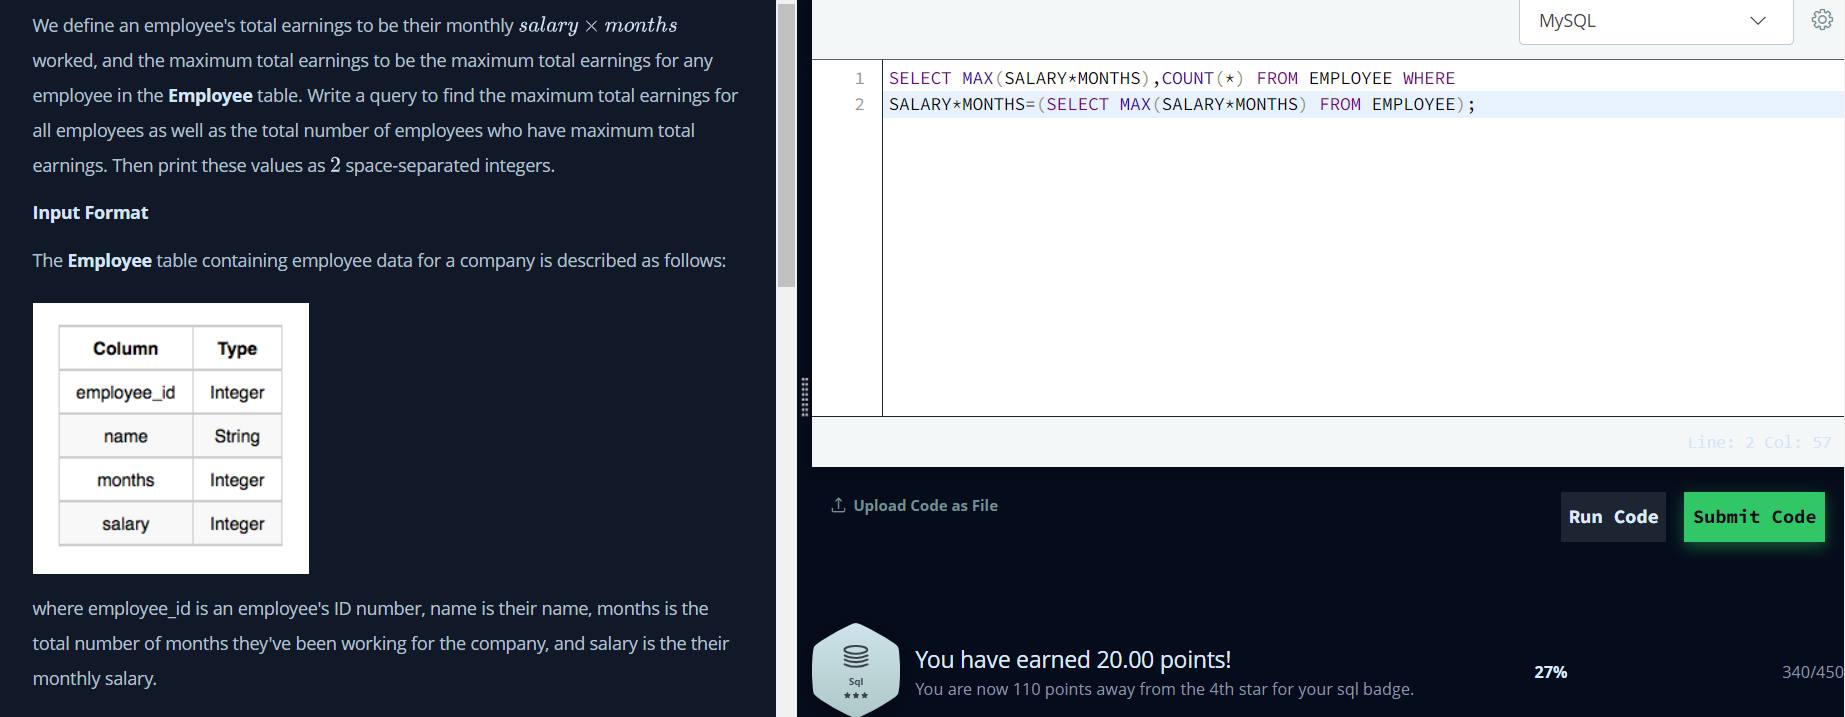 We define an employee's total earnings to be their monthly salary × months
worked, and the maximum total earnings to be the maximum total earnings for any
employee in the Employee table. Write a query to find the maximum total earnings for
all employees as well as the total number of employees who have maximum total
earnings. Then print these values as 2 space-separated integers.
Input Format
The Employee table containing employee data for a company is described as follows:
Column Type
employee_id Integer
name String
months Integer
salary Integer
where employee_id is an employee's ID number, name is their name, months is the
total number of months they've been working for the company, and salary is the their
monthly salary.
MySQL
1 SELECT MAX(SALARY*MONTHS),COUNT(*) FROM EMPLOYEE WHERE
2 SALARY*MONTHS=(SELECT MAX(SALARY*MONTHS) FROM EMPLOYEE);
Line: 2 Col: 57
Upload Code as File
Run Code
Submit Code
Sql
You have earned 20.00 points!
You are now 110 points away from the 4th star for your sql badge.
27%
340/450